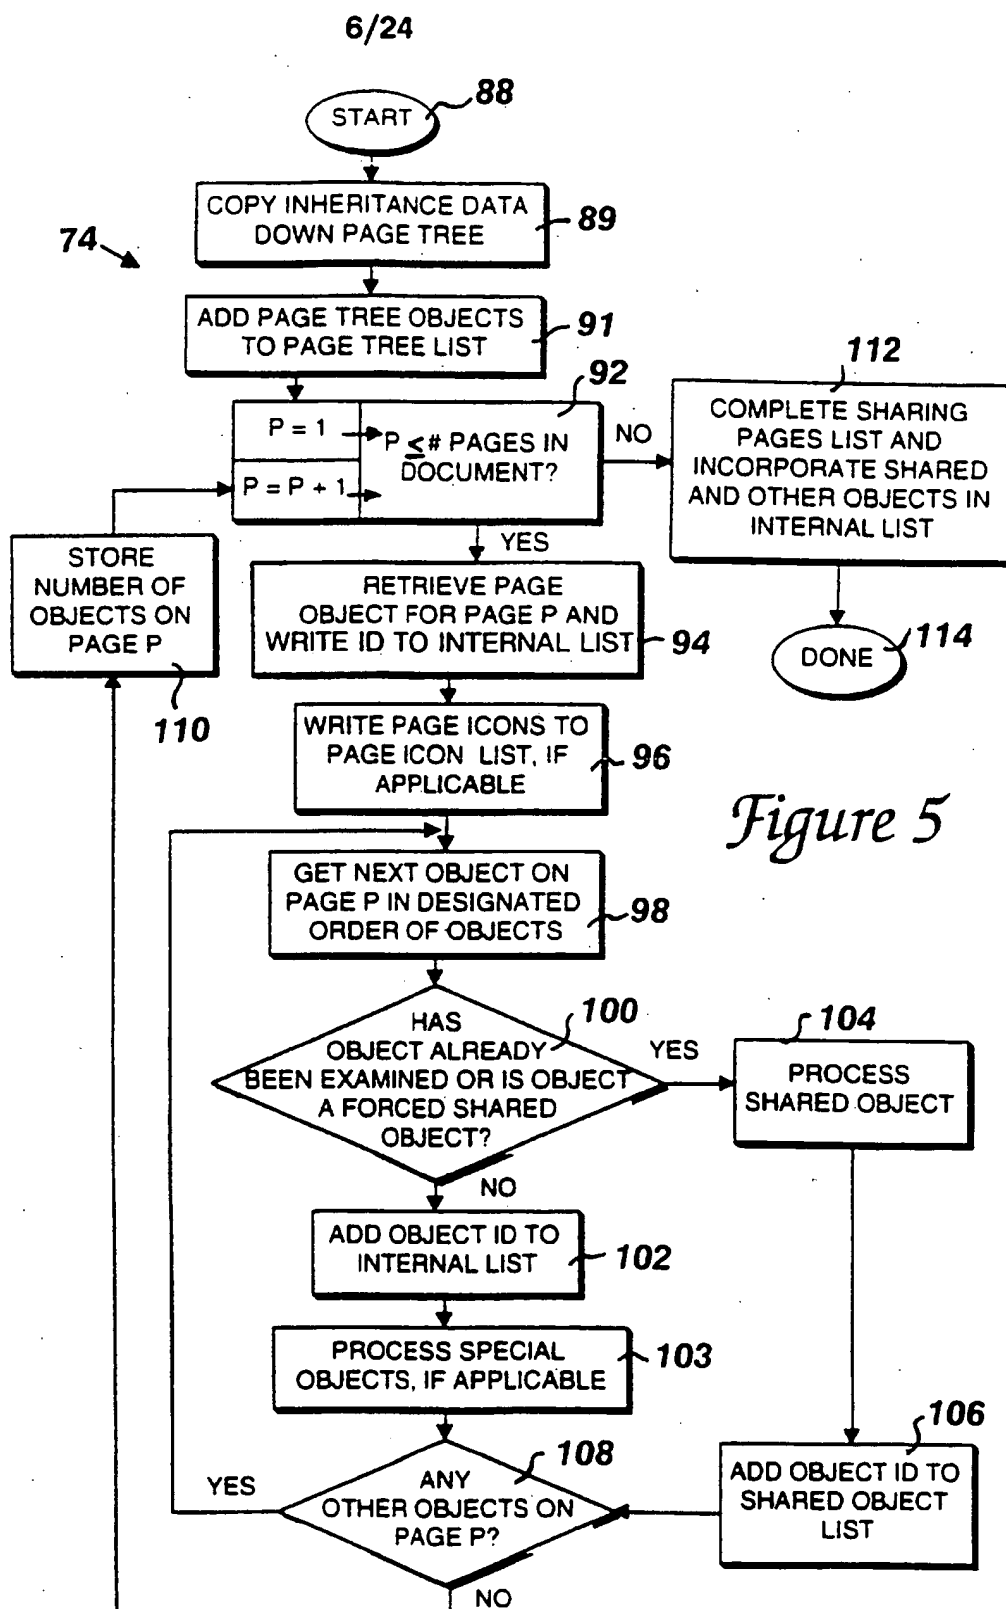 6/24
START
88
COPY INHERITANCE DATA
DOWN PAGE TREE
89
74
ADD PAGE TREE OBJECTS
TO PAGE TREE LIST
91
92
P = 1
P = P + 1
P ≤ # PAGES IN
DOCUMENT?
NO
YES
112
COMPLETE SHARING
PAGES LIST AND
INCORPORATE SHARED
AND OTHER OBJECTS IN
INTERNAL LIST
DONE
114
STORE
NUMBER OF
OBJECTS ON
PAGE P
110
RETRIEVE PAGE
OBJECT FOR PAGE P AND
WRITE ID TO INTERNAL LIST
94
WRITE PAGE ICONS TO
PAGE ICON LIST, IF
APPLICABLE
96
Figure 5
GET NEXT OBJECT ON
PAGE P IN DESIGNATED
ORDER OF OBJECTS
98
HAS
OBJECT ALREADY
BEEN EXAMINED OR IS OBJECT
A FORCED SHARED
OBJECT?
100
YES
NO
104
PROCESS
SHARED OBJECT
ADD OBJECT ID TO
INTERNAL LIST
102
PROCESS SPECIAL
OBJECTS, IF APPLICABLE
103
108
YES
ANY
OTHER OBJECTS ON
PAGE P?
NO
106
ADD OBJECT ID TO
SHARED OBJECT
LIST